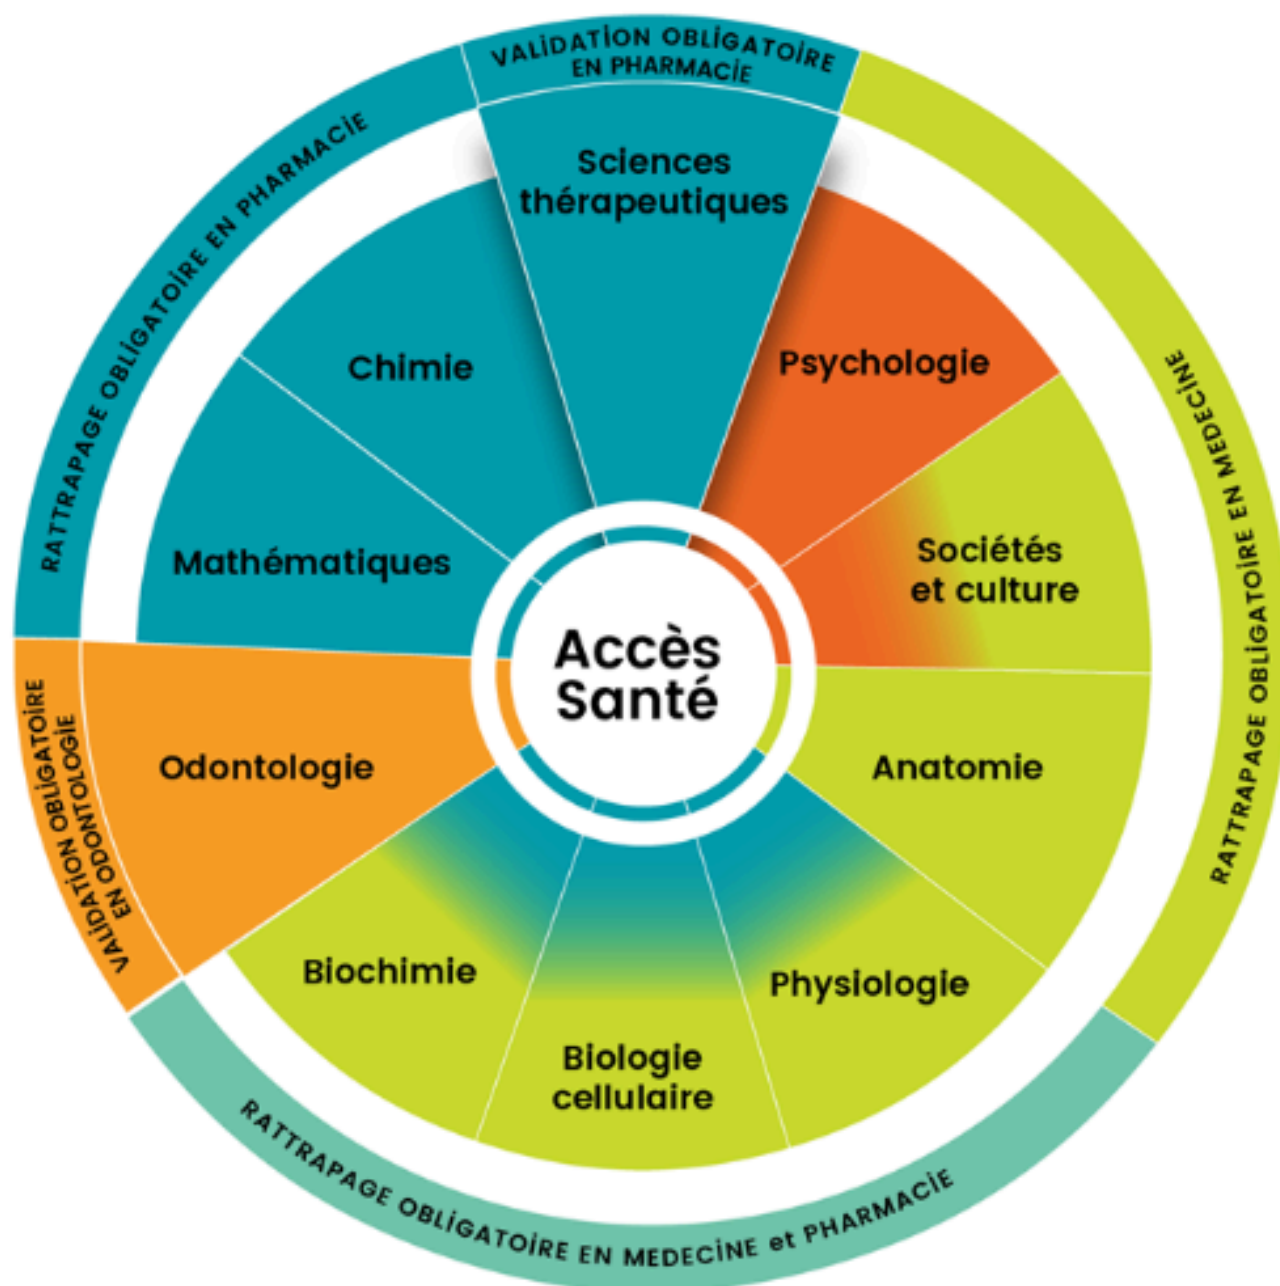 VALIDATION OBLIGATOIRE
EN PHARMACIE
RATTRAPAGE OBLIGATOIRE EN PHARMACIE
Sciences
thérapeutiques
Chimie
Psychologie
Mathématiques
Sociétés
et culture
RATTRAPAGE OBLIGATOIRE EN MEDECINE
Accès
Santé
VALIDATION OBLIGATOIRE
EN ODONTOLOGIE
Odontologie
Anatomie
Biochimie
Physiologie
Biologie
cellulaire
RATTRAPAGE OBLIGATOIRE EN MEDECINE et PHARMACIE